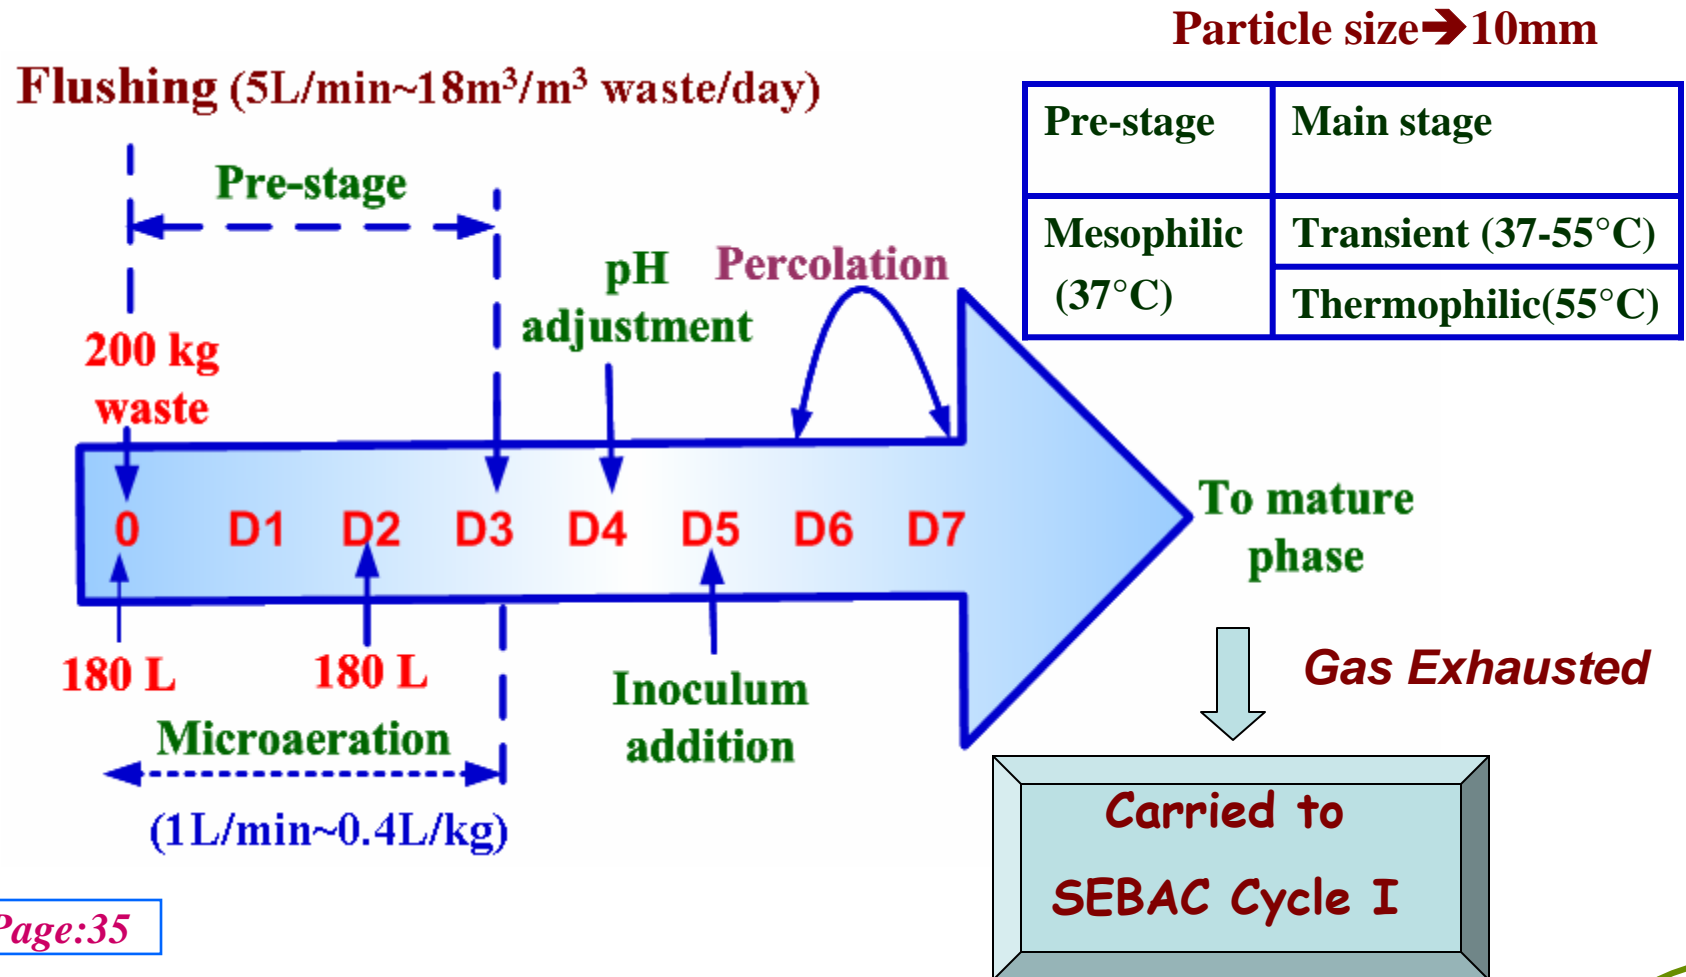 Particle size➔10mm
Flushing (5L/min~18m³/m³ waste/day)
Pre-stage
Main stage
Mesophilic
(37°C)
Transient (37-55°C)
Thermophilic(55°C)
Pre-stage
pH
adjustment
Percolation
200 kg
waste
0 D1 D2 D3 D4 D5 D6 D7
To mature
phase
180 L
180 L
Inoculum
addition
Microaeration
(1L/min~0.4L/kg)
Gas Exhausted
Carried to
SEBAC Cycle I
Page:35